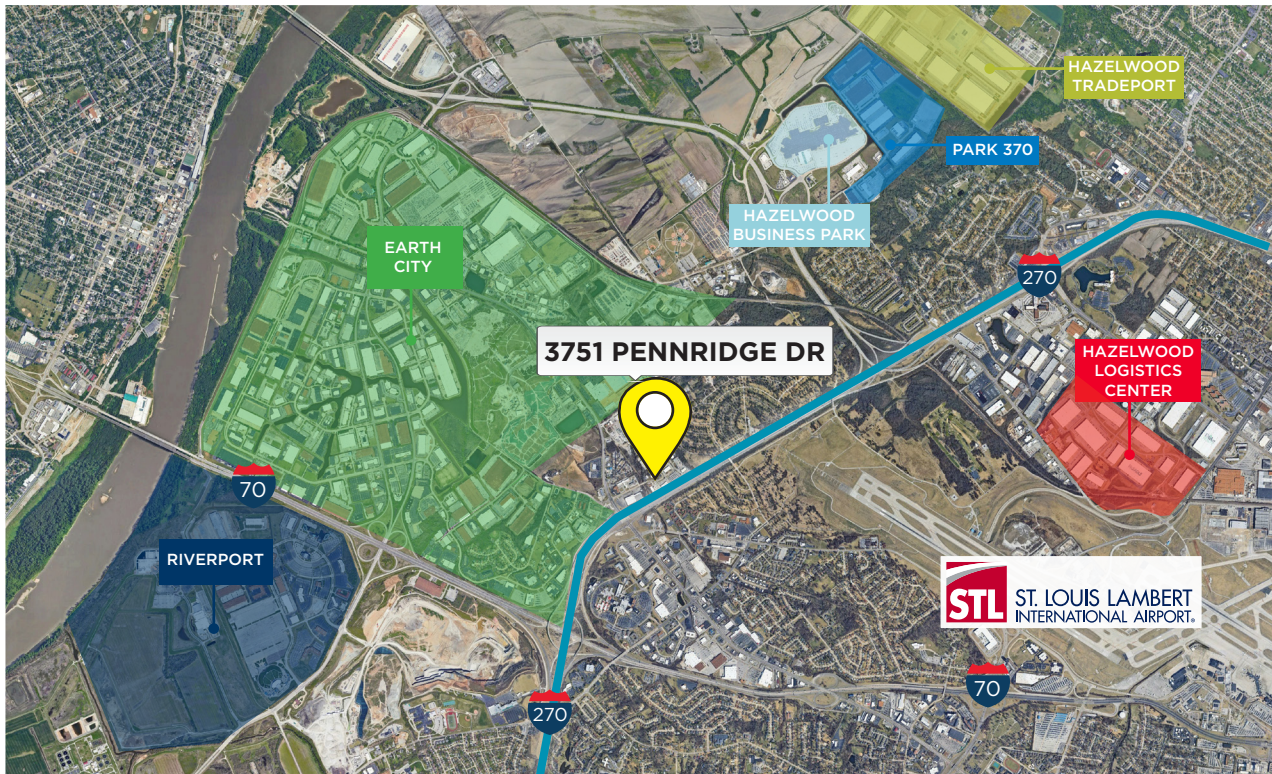 HAZELWOOD
TRADEPORT
PARK 370
HAZELWOOD
BUSINESS PARK
EARTH
CITY
270
3751 PENNRIDGE DR
HAZELWOOD
LOGISTICS
CENTER
70
RIVERPORT
STL
ST. LOUIS LAMBERT
INTERNATIONAL AIRPORT®
70
270